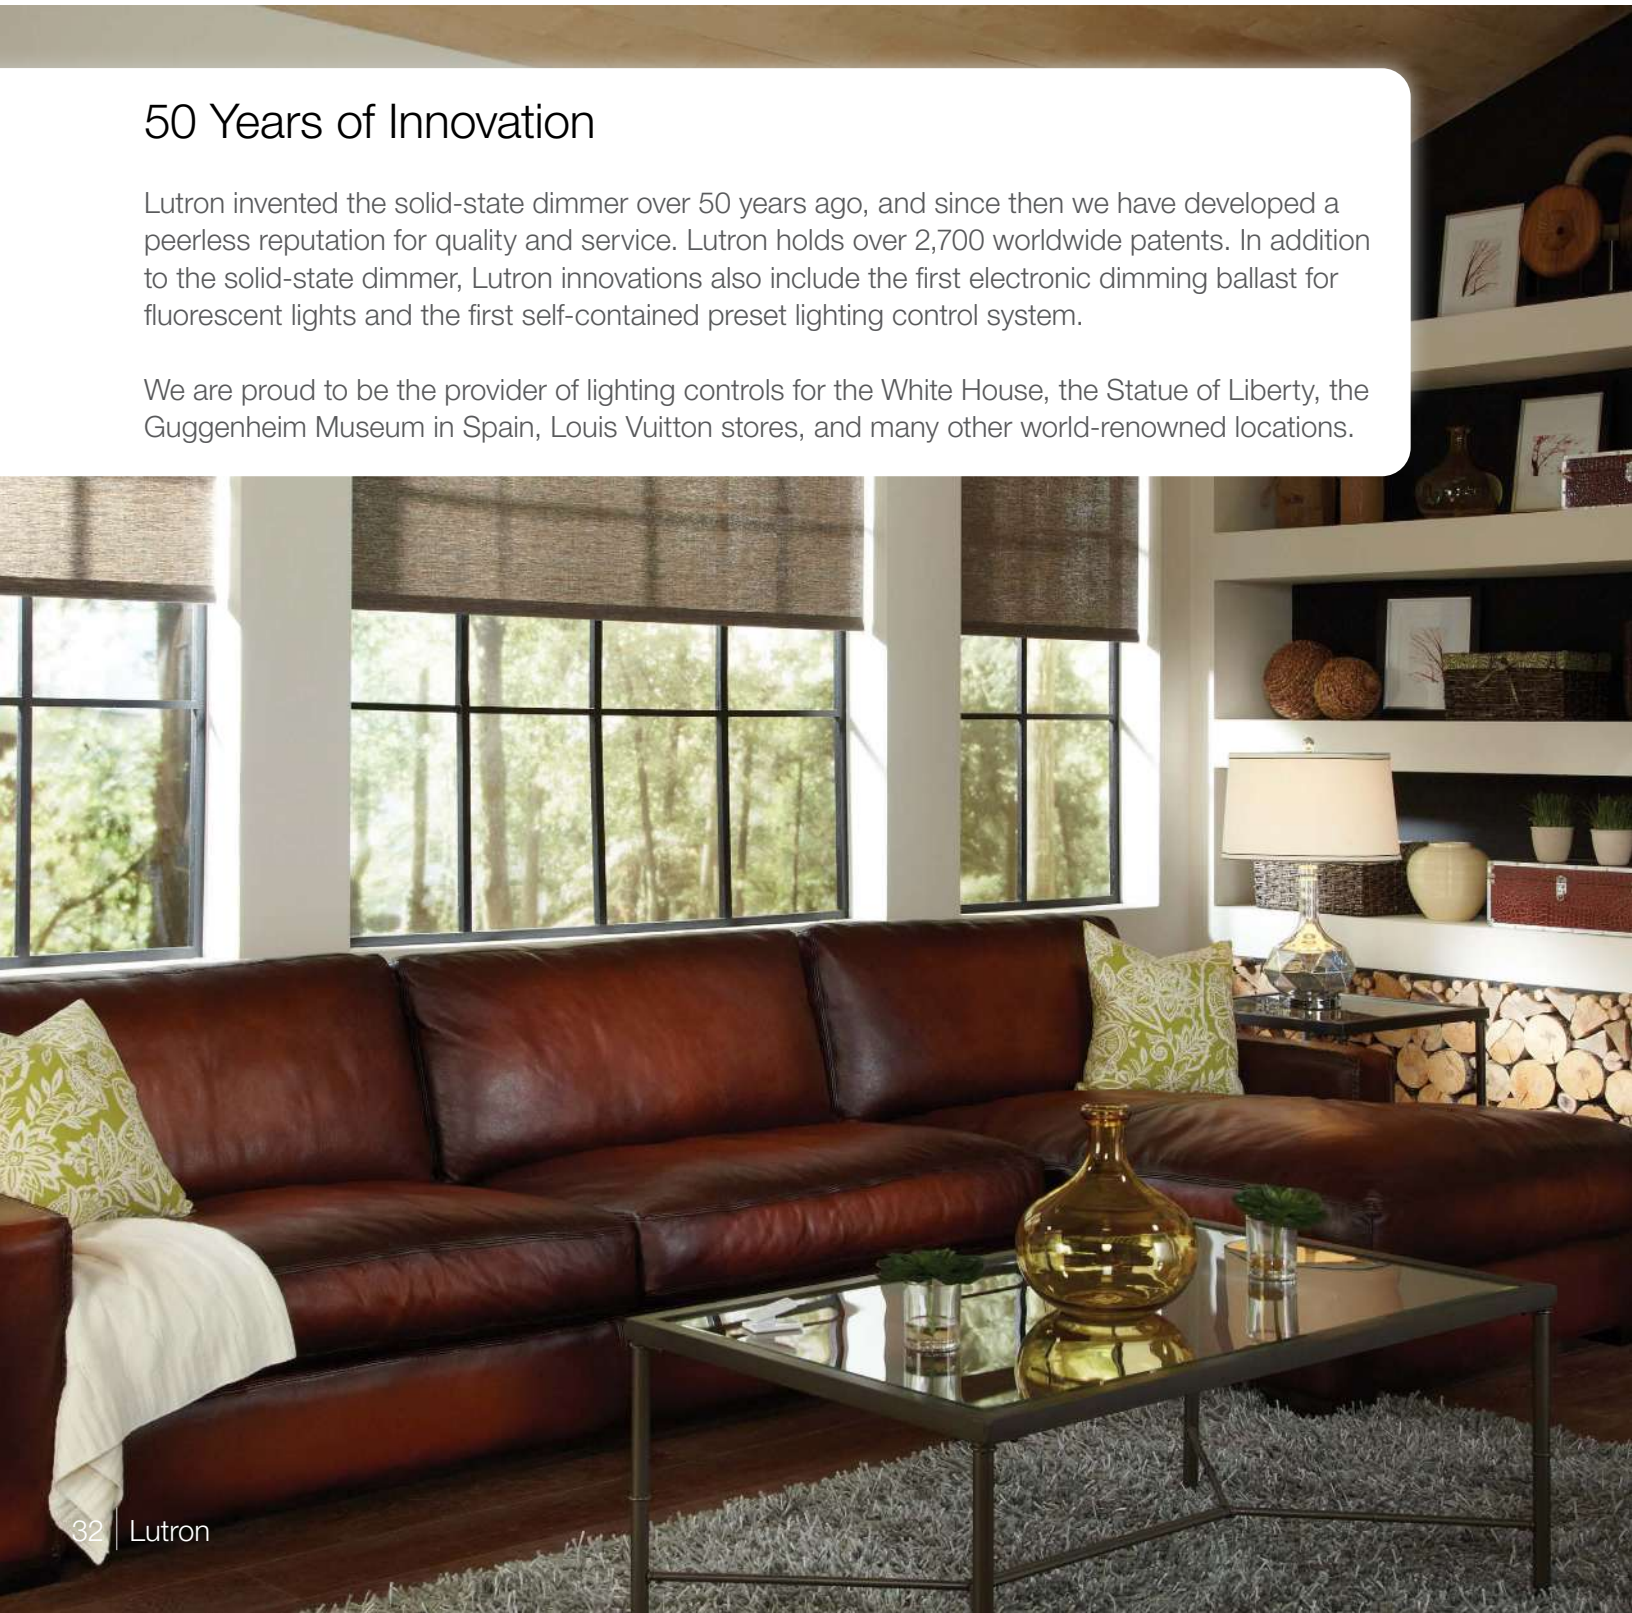 50 Years of Innovation
Lutron invented the solid-state dimmer over 50 years ago, and since then we have developed a
peerless reputation for quality and service. Lutron holds over 2,700 worldwide patents. In addition
to the solid-state dimmer, Lutron innovations also include the first electronic dimming ballast for
fluorescent lights and the first self-contained preset lighting control system.
We are proud to be the provider of lighting controls for the White House, the Statue of Liberty, the
Guggenheim Museum in Spain, Louis Vuitton stores, and many other world-renowned locations.
32 | Lutron